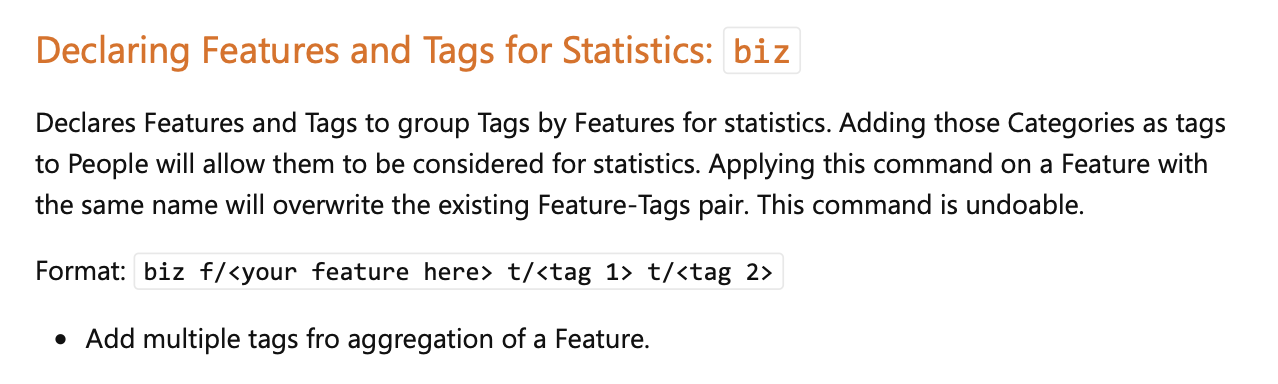 Declaring Features and Tags for Statistics: biz
Declares Features and Tags to group Tags by Features for statistics. Adding those Categories as tags
to People will allow them to be considered for statistics. Applying this command on a Feature with
the same name will overwrite the existing Feature-Tags pair. This command is undoable.
Format: biz f/<your feature here> t/<tag 1> t/<tag 2>
• Add multiple tags fro aggregation of a Feature.